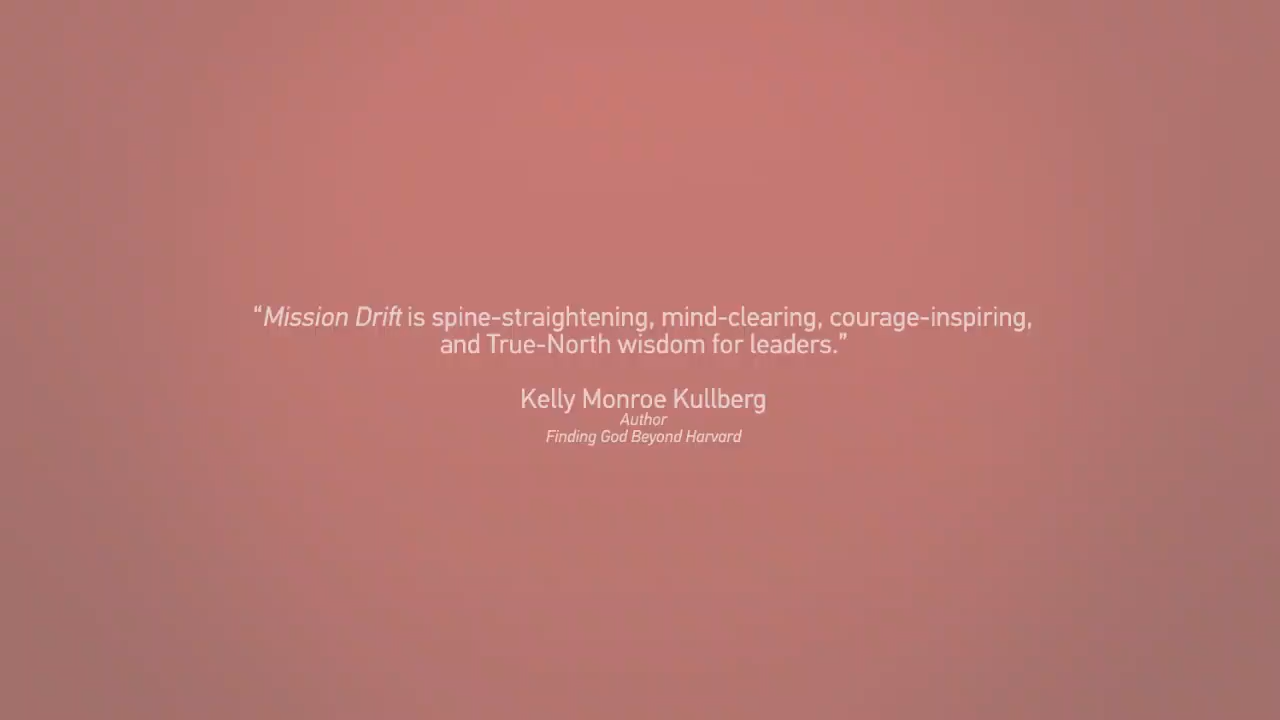 “Mission Drift is spine-straightening, mind-clearing, courage-inspiring,
and True-North wisdom for leaders.”
Kelly Monroe Kullberg
Author
Finding God Beyond Harvard